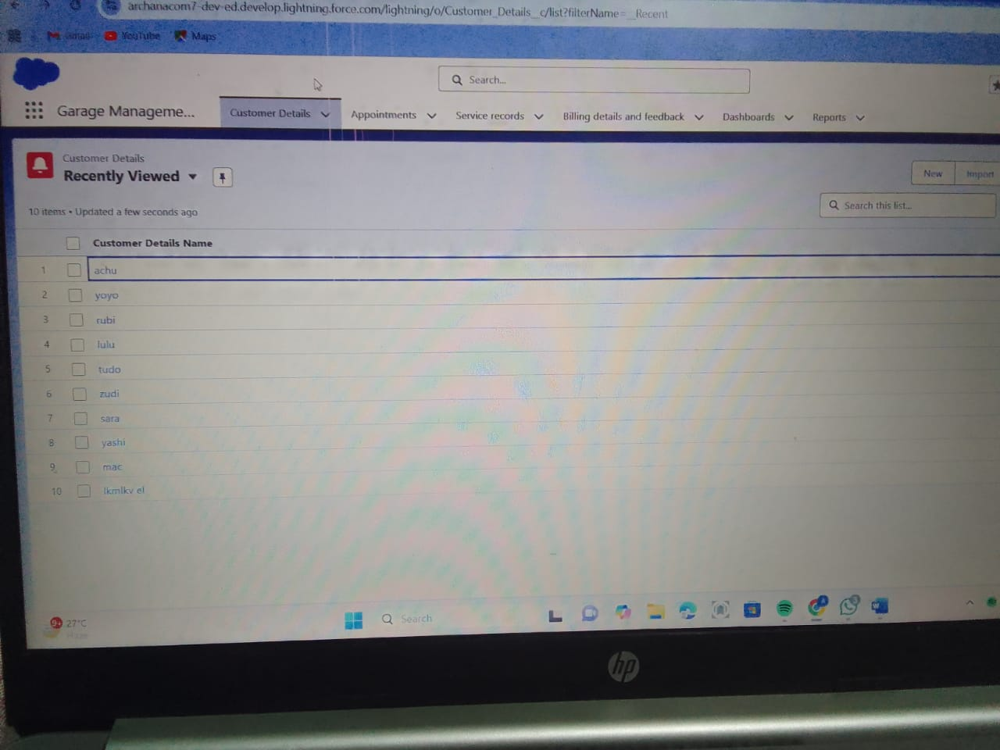 archanacom7-dev-ed.develop.lightning.force.com/lightning/o/Customer_Details__c/list?filterName=__Recent
Gmail YouTube Maps
Search...
Garage Manageme... Customer Details Appointments Service records Billing details and feedback Dashboards Reports
Customer Details
Recently Viewed
New Import
10 items • Updated a few seconds ago
Search this list...
Customer Details Name
1 achu
2 yoyo
3 rubi
4 lulu
5 tudo
6 zudi
7 sara
8 yashi
9 mac
10 lkmlkv el
9+ 27°C
Haze
Search
hp